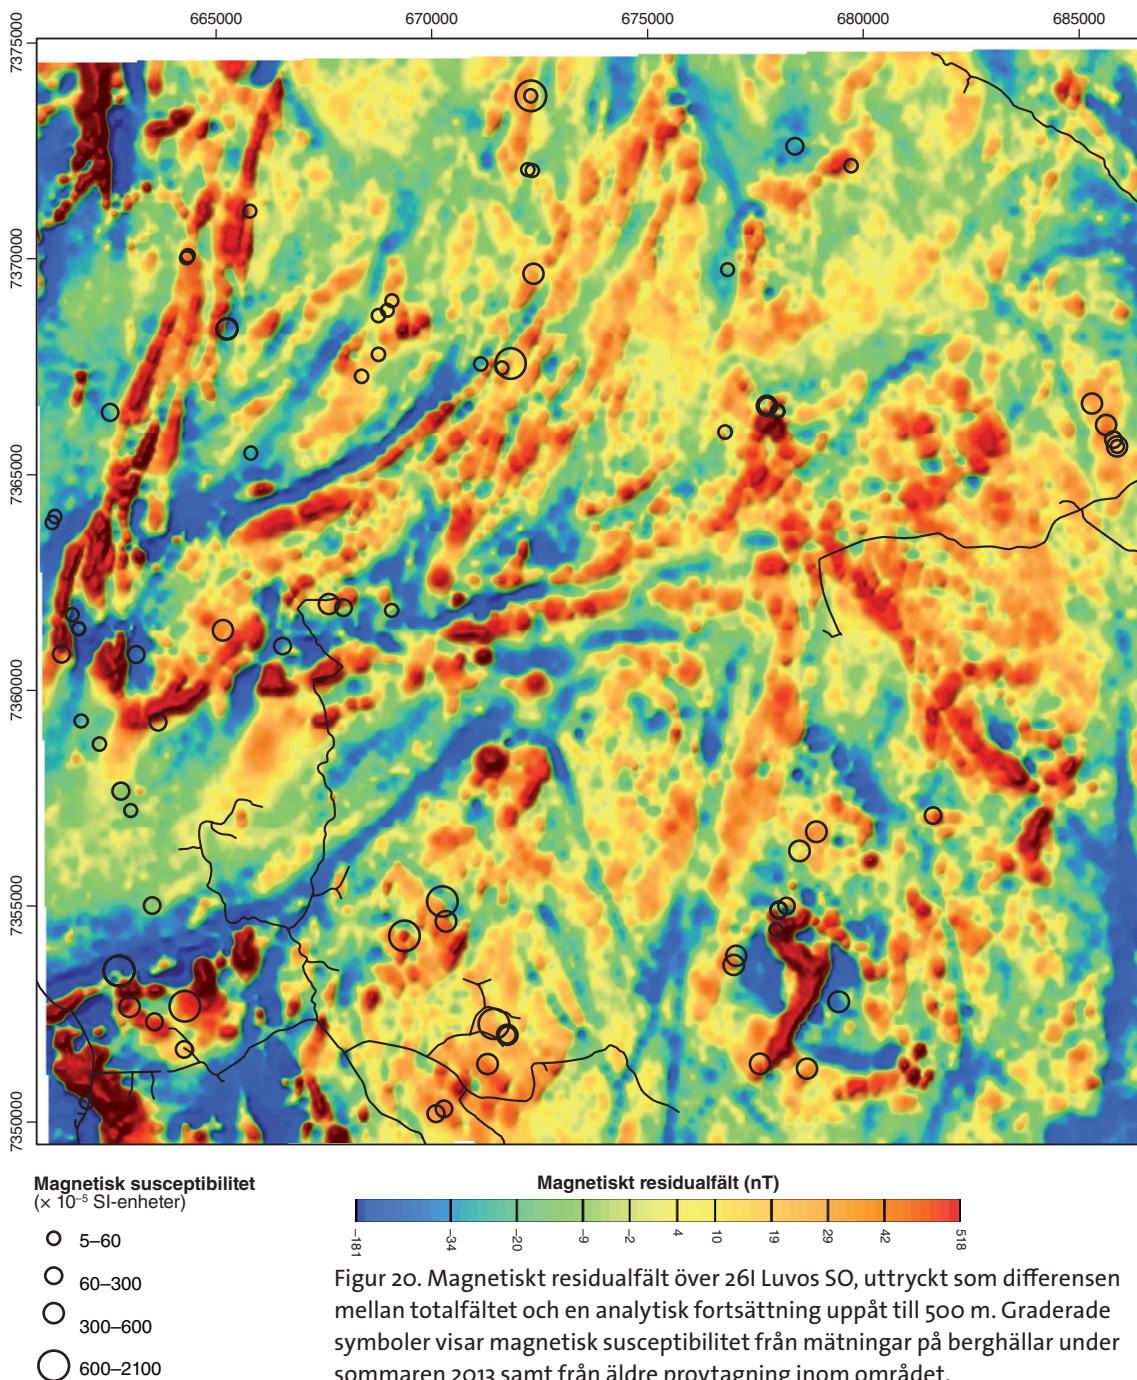 665000 670000 675000 680000 685000
7375000
7370000
7365000
7380000
7355000
7350000
Magnetisk susceptibilitet
(× 10⁻⁵ SI-enheter)
5–60
60–300
300–600
600–2100
Magnetiskt residualfält (nT)
–181 –34 –20 –9 –2 4 10 19 29 42 518
Figur 20. Magnetiskt residualfält över 26I Luvos SO, uttryckt som differensen
mellan totalfältet och en analytisk fortsättning uppåt till 500 m. Graderade
symboler visar magnetisk susceptibilitet från mätningar på berghällar under
sommaren 2013 samt från äldre provtagning inom området.